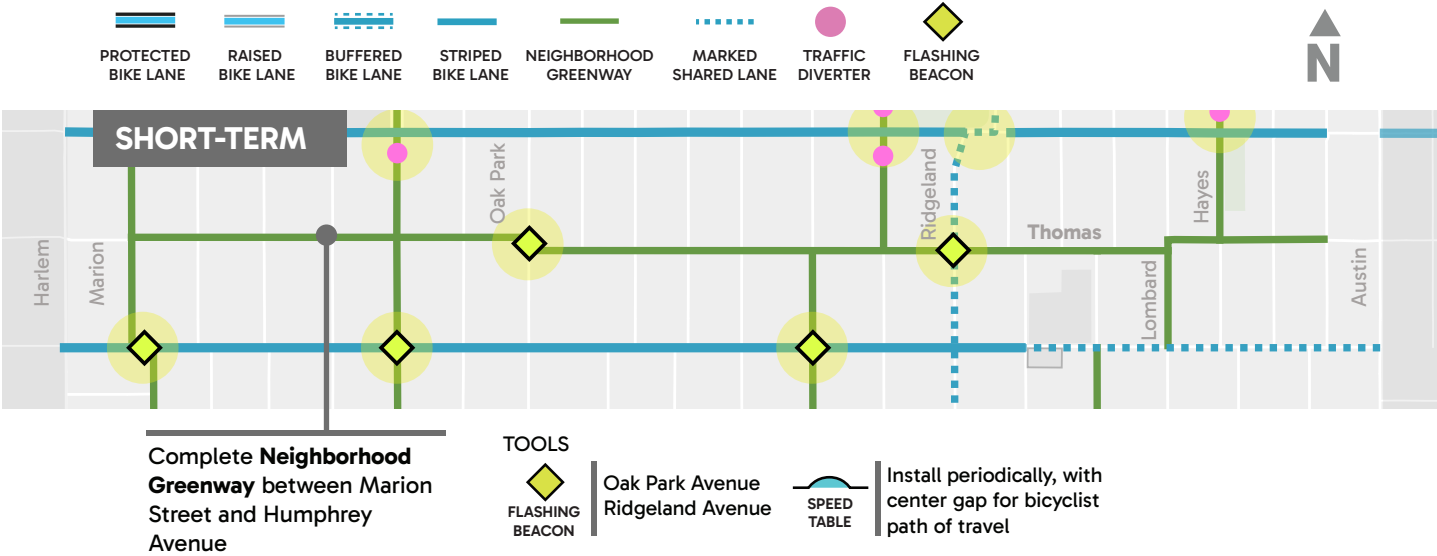 PROTECTED
BIKE LANE
RAISED
BIKE LANE
BUFFERED
BIKE LANE
STRIPED
BIKE LANE
NEIGHBORHOOD
GREENWAY
MARKED
SHARED LANE
TRAFFIC
DIVERTER
FLASHING
BEACON
N
SHORT-TERM
Harlem
Marion
Oak Park
Ridgeland
Thomas
Lombard
Hayes
Austin
Complete Neighborhood
Greenway between Marion
Street and Humphrey
Avenue
TOOLS
FLASHING
BEACON
Oak Park Avenue
Ridgeland Avenue
SPEED
TABLE
Install periodically, with
center gap for bicyclist
path of travel